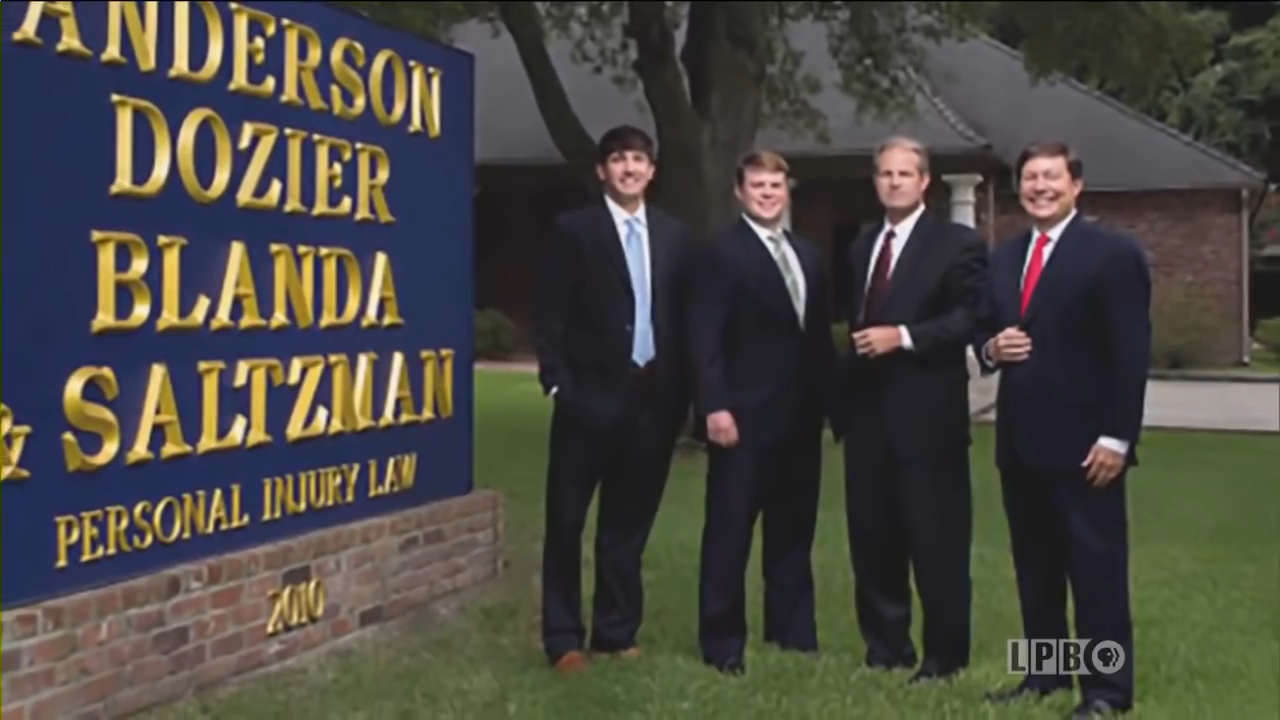 ANDERSON
DOZIER
BLANDA
& SALTZMAN
PERSONAL INJURY LAW
2010
LPB